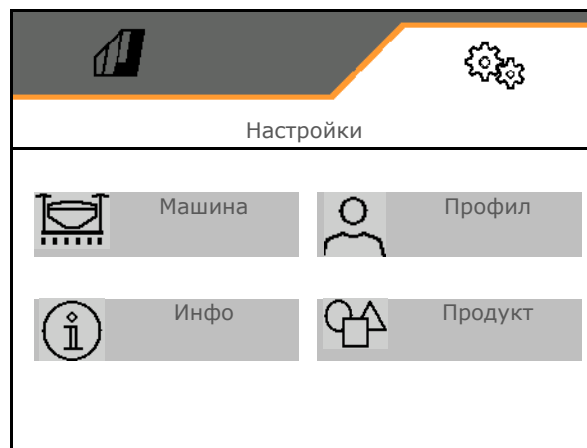 Настройки
Машина
Профил
Инфо
Продукт